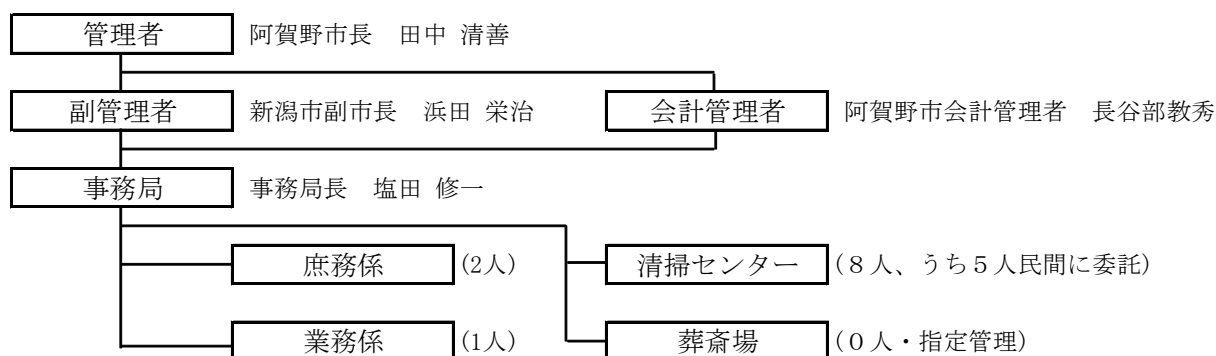 管理者 阿賀野市長　田中 清善
副管理者 新潟市副市長　浜田 栄治 会計管理者 阿賀野市会計管理者　長谷部教秀
事務局 事務局長　塩田 修一
庶務係 (2人) 清掃センター (８人、うち５人民間に委託)
業務係 (1人) 葬斎場 (０人・指定管理)